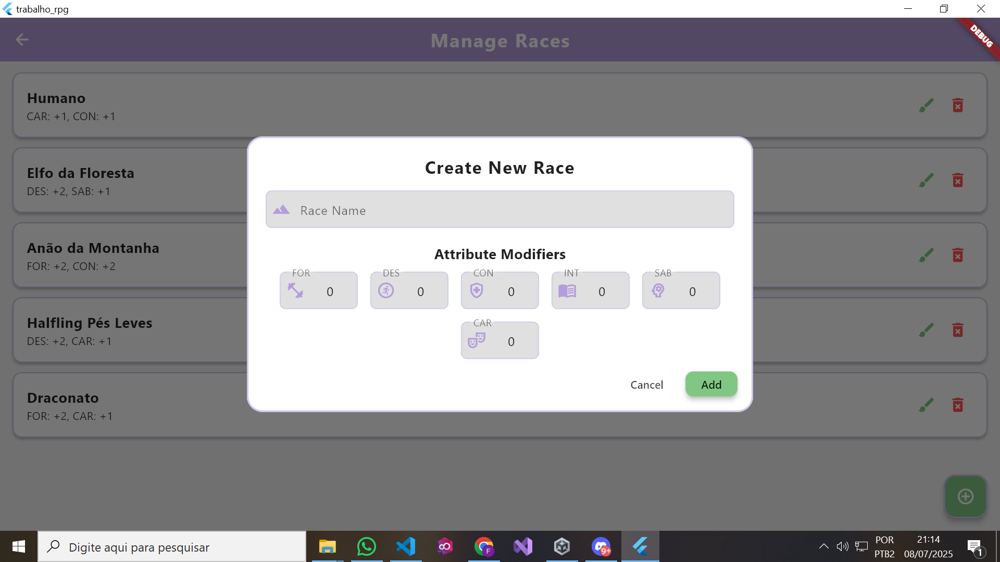 trabalho_rpg
DEBUG
Manage Races
Humano
CAR: +1, CON: +1
Elfo da Floresta
DES: +2, SAB: +1
Anão da Montanha
FOR: +2, CON: +2
Halfling Pés Leves
DES: +2, CAR: +1
Draconato
FOR: +2, CAR: +1
Create New Race
Race Name
Attribute Modifiers
FOR DES CON INT SAB
0 0 0 0 0
CAR
0
Cancel Add
Digite aqui para pesquisar
F
9+
POR
PTB2
21:14
08/07/2025
1